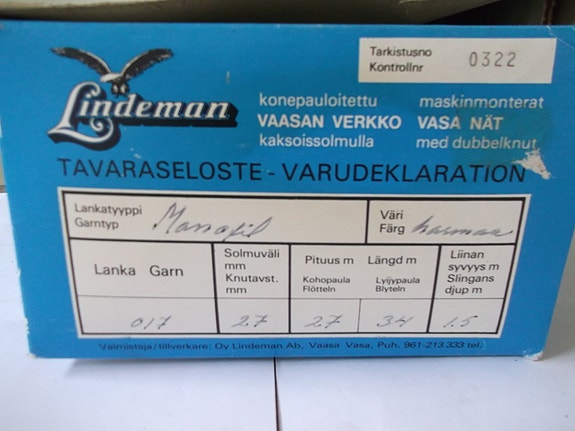 Tarkistusno
Kontrollnr 0322
Lindeman
konepauloitettu maskinmonterat
VAASAN VERKKO VASA NÄT
kaksoissolmulla med dubbelknut
TAVARASELOSTE - VARUDEKLARATION
Lankatyyppi
Garntyp Monofil
Väri
Färg harmaa
Lanka Garn
Solmuväli
mm
Knutavst.
mm
Pituus m Längd m
Kohopaula Lyijypaula
Flötteln Blyteln
Liinan
syvyys m
Slingans
djup m
017 27 27 34 1.5
Valmistaja/tillverkare: Oy Lindeman Ab, Vaasa Vasa, Puh. 961-213 333 tel.